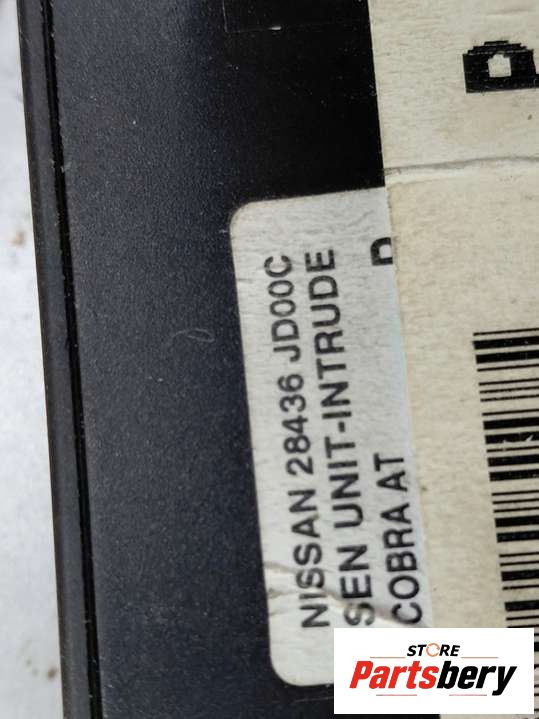 NISSAN 28436 JD00C
SEN UNIT-INTRUDE
COBRA AT
STORE
Partsbery